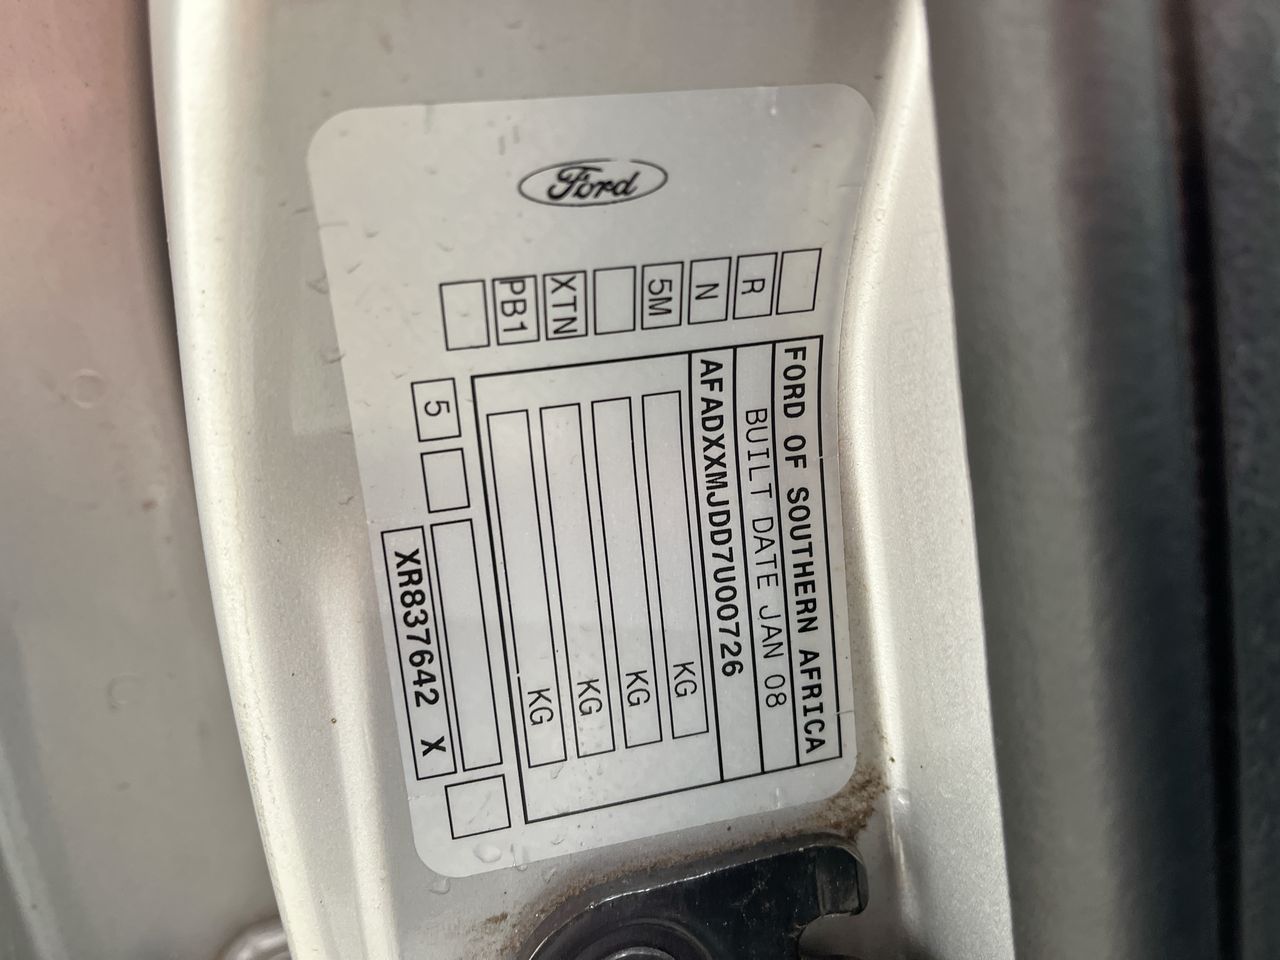 Ford
FORD OF SOUTHERN AFRICA
BUILT DATE JAN 08
AFADXXMJDD7U00726
KG
KG
KG
KG
R
N
5M
XTN
PB1
5
XR837642 X